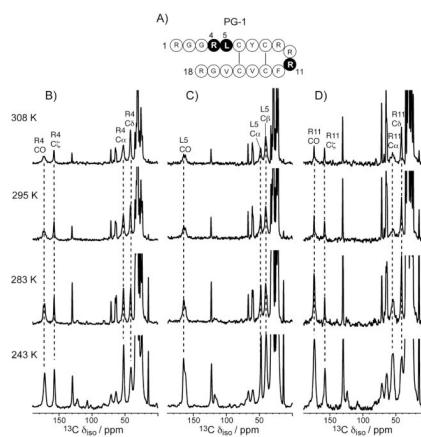 A)
PG-1
4 5
1 R G G R L C Y C R R
R 11
18 R G V C V C F R
B)
C)
D)
308 K
R4 CO
R4 Cζ
R4 Cα
R4 Cδ
L5 CO
L5 Cα
L5 Cβ
R11 CO
R11 Cζ
R11 Cα
R11 Cδ
295 K
283 K
243 K
150 100 50
150 100 50
150 100 50
¹³C δiso / ppm
¹³C δiso / ppm
¹³C δiso / ppm